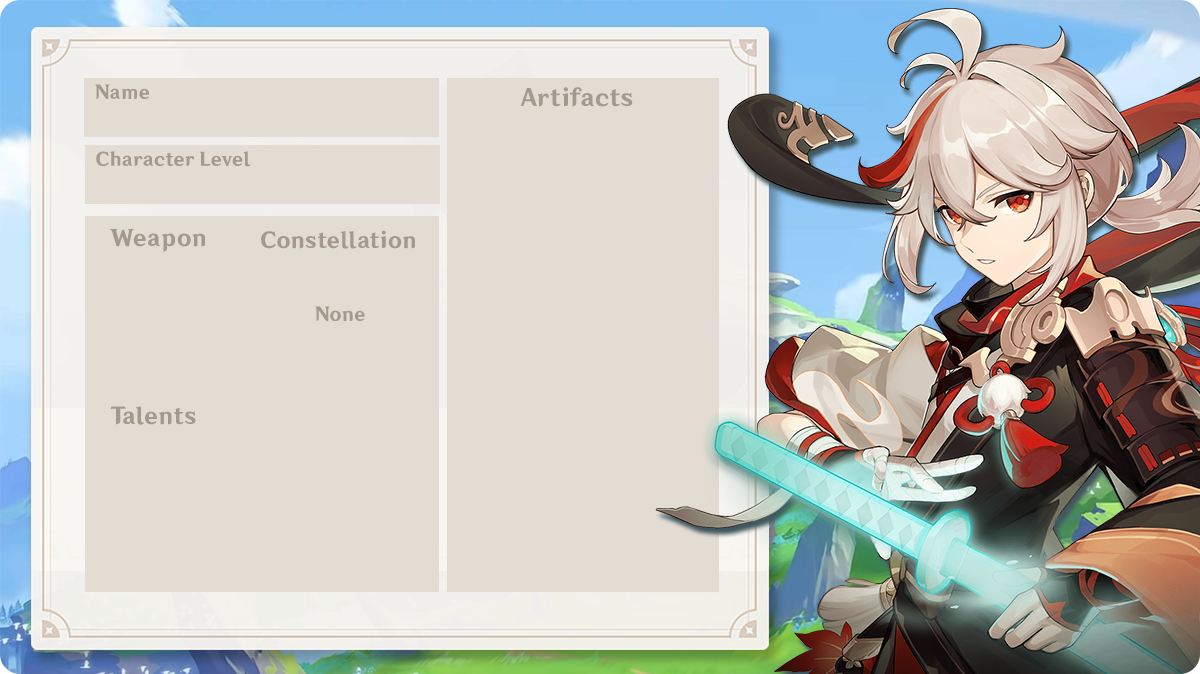 Name
Character Level
Weapon
Constellation
None
Talents
Artifacts